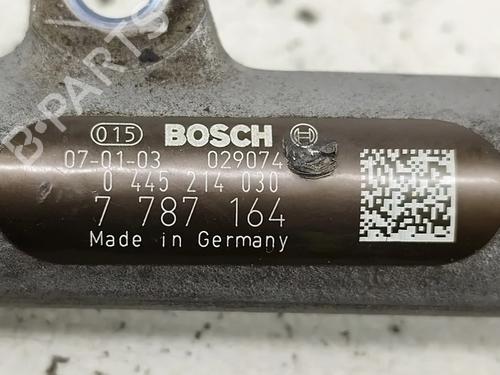 B-PARTS
015 BOSCH
07-01-03 029074
0 445 214 030
7 787 164
Made in Germany